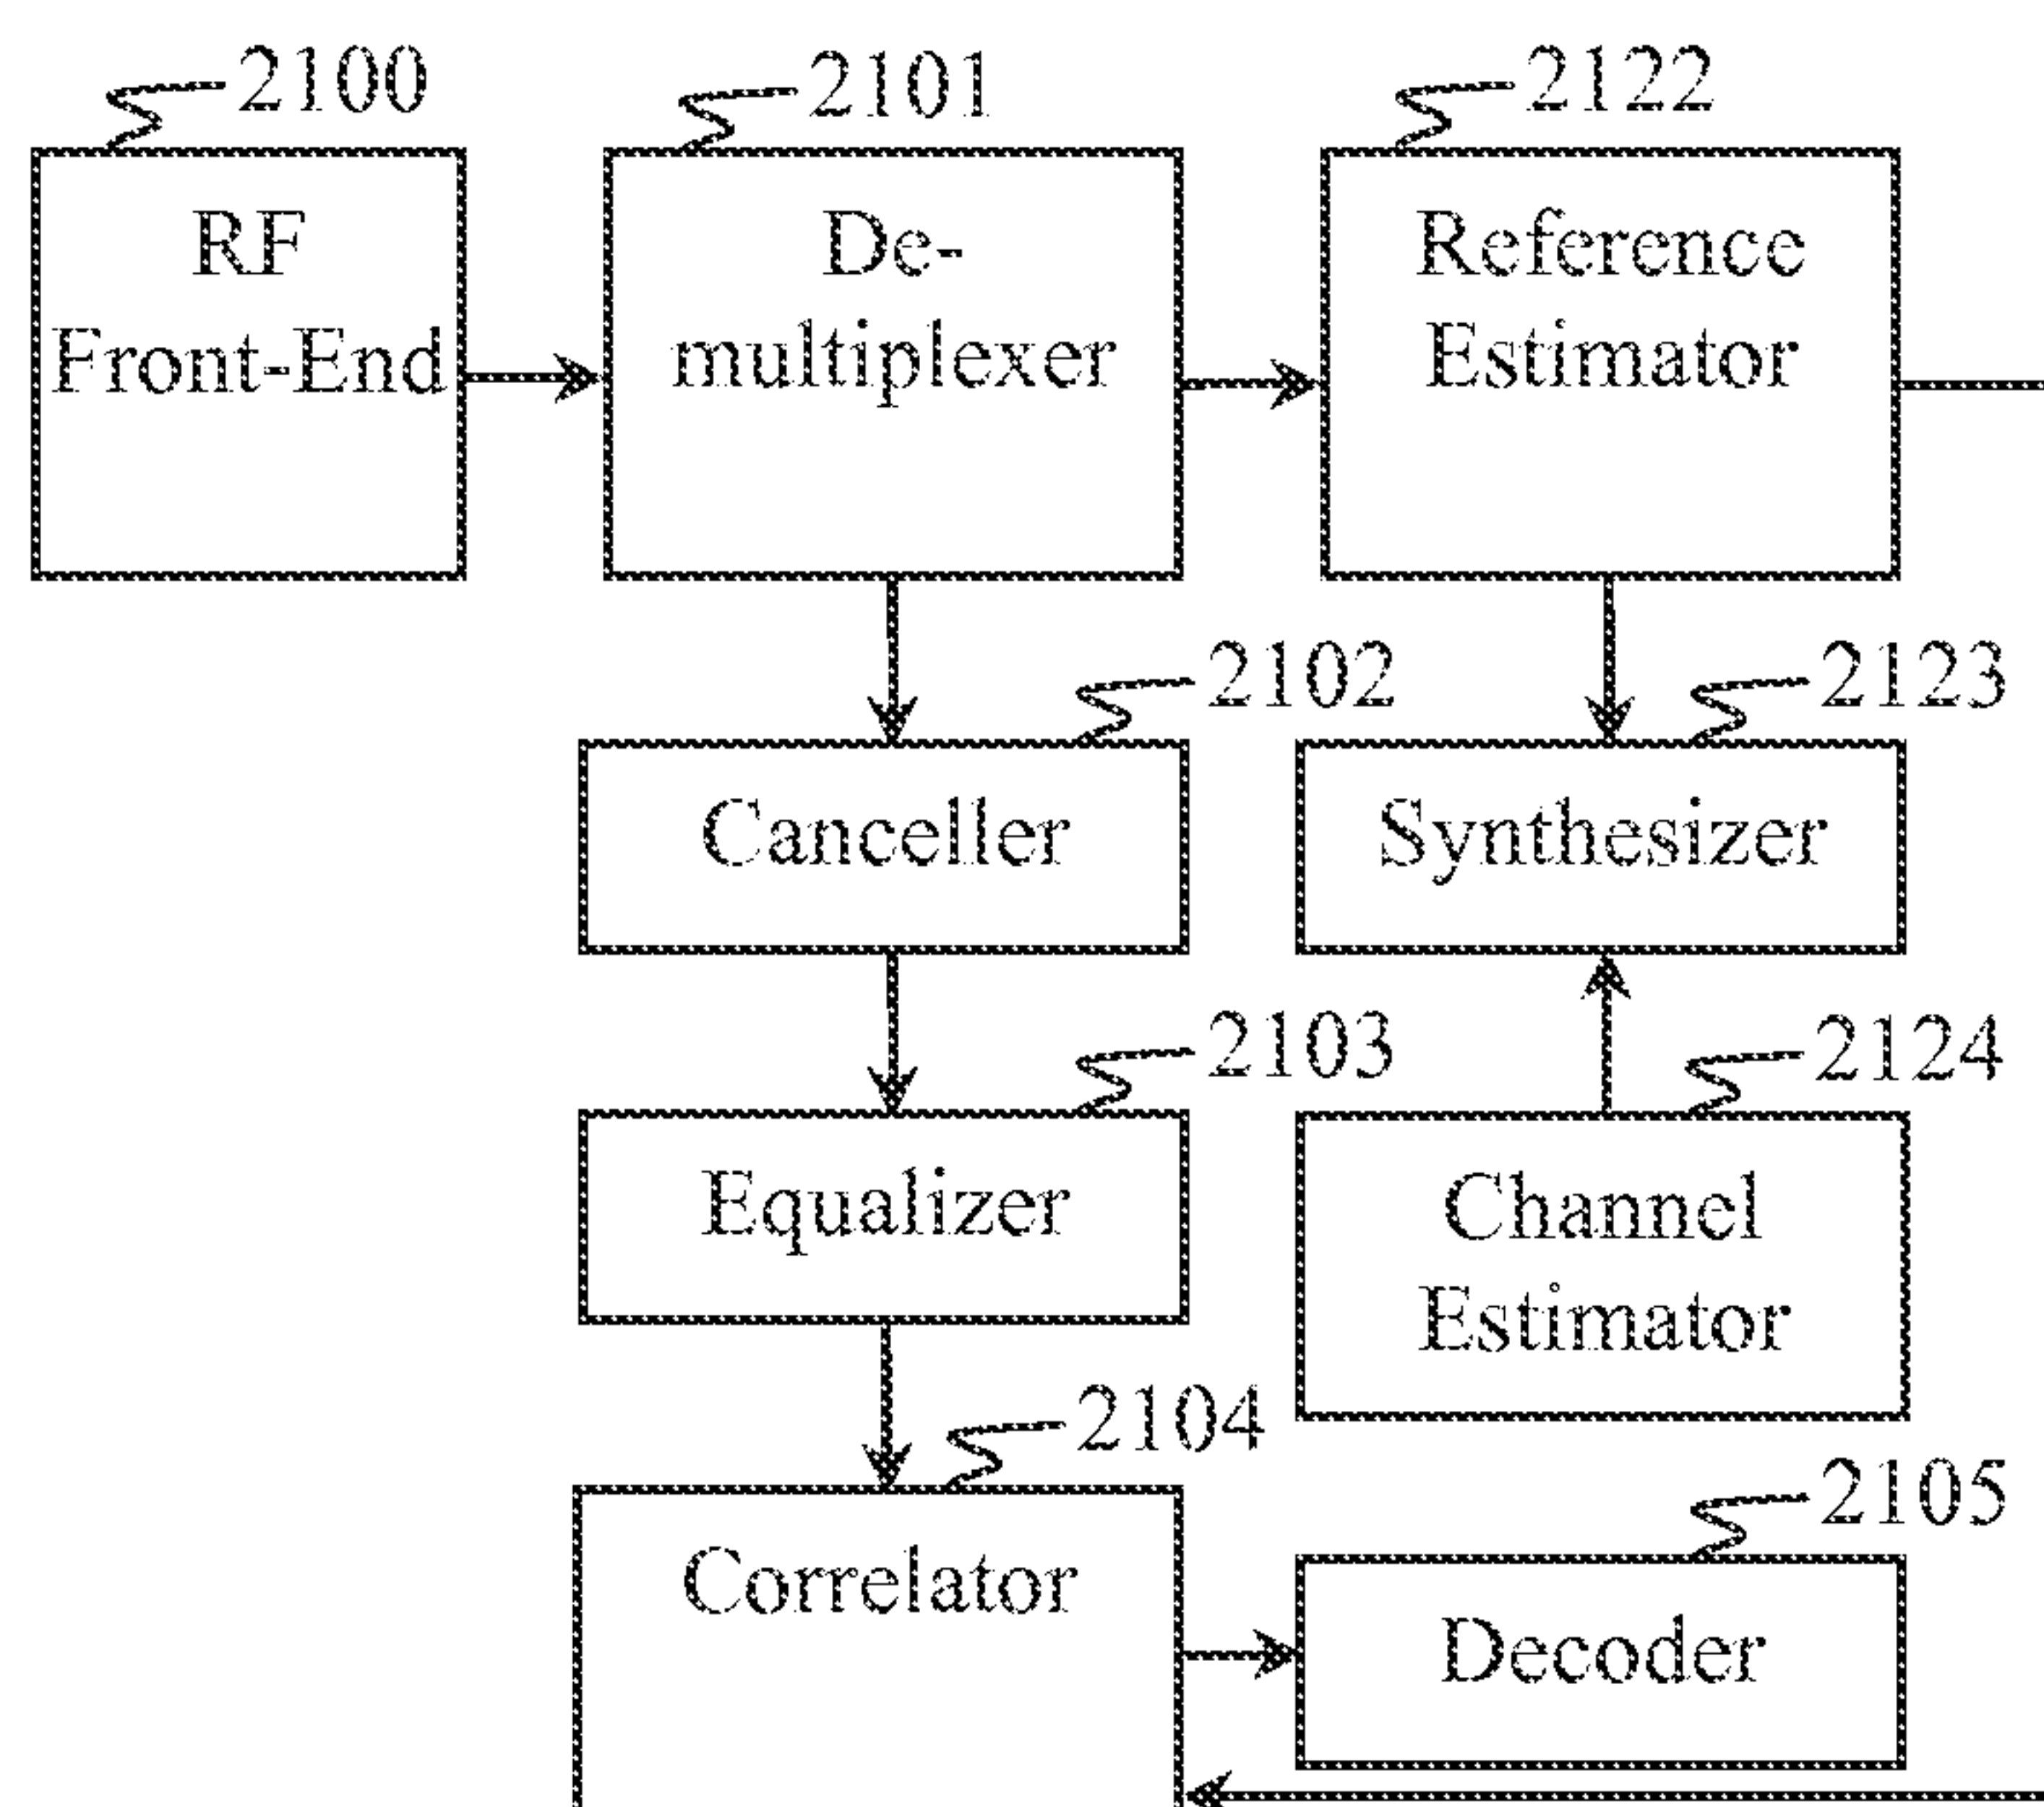 2100
2101
2122
RF
Front-End
De-
multiplexer
Reference
Estimator
2102
2123
Canceller
Synthesizer
2103
2124
Equalizer
Channel
Estimator
2104
2105
Correlator
Decoder